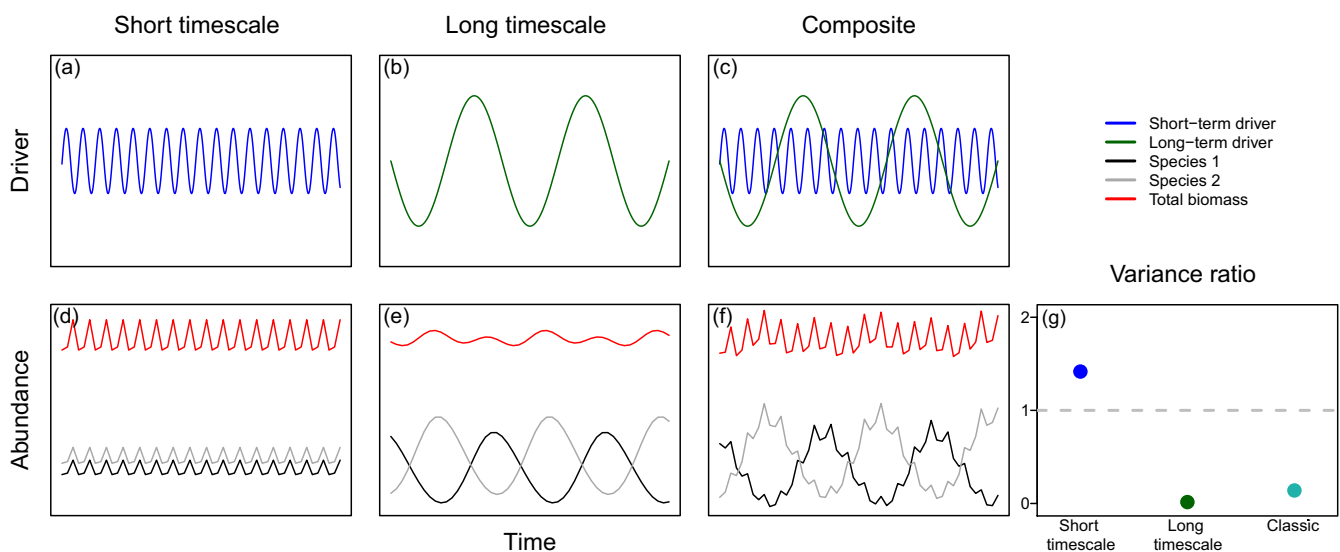 Short timescale
Long timescale
Composite
Driver
(a)
(b)
(c)
Short−term driver
Long−term driver
Species 1
Species 2
Total biomass
Abundance
(d)
(e)
(f)
Variance ratio
(g)
2
1
0
Short
timescale
Long
timescale
Classic
Time